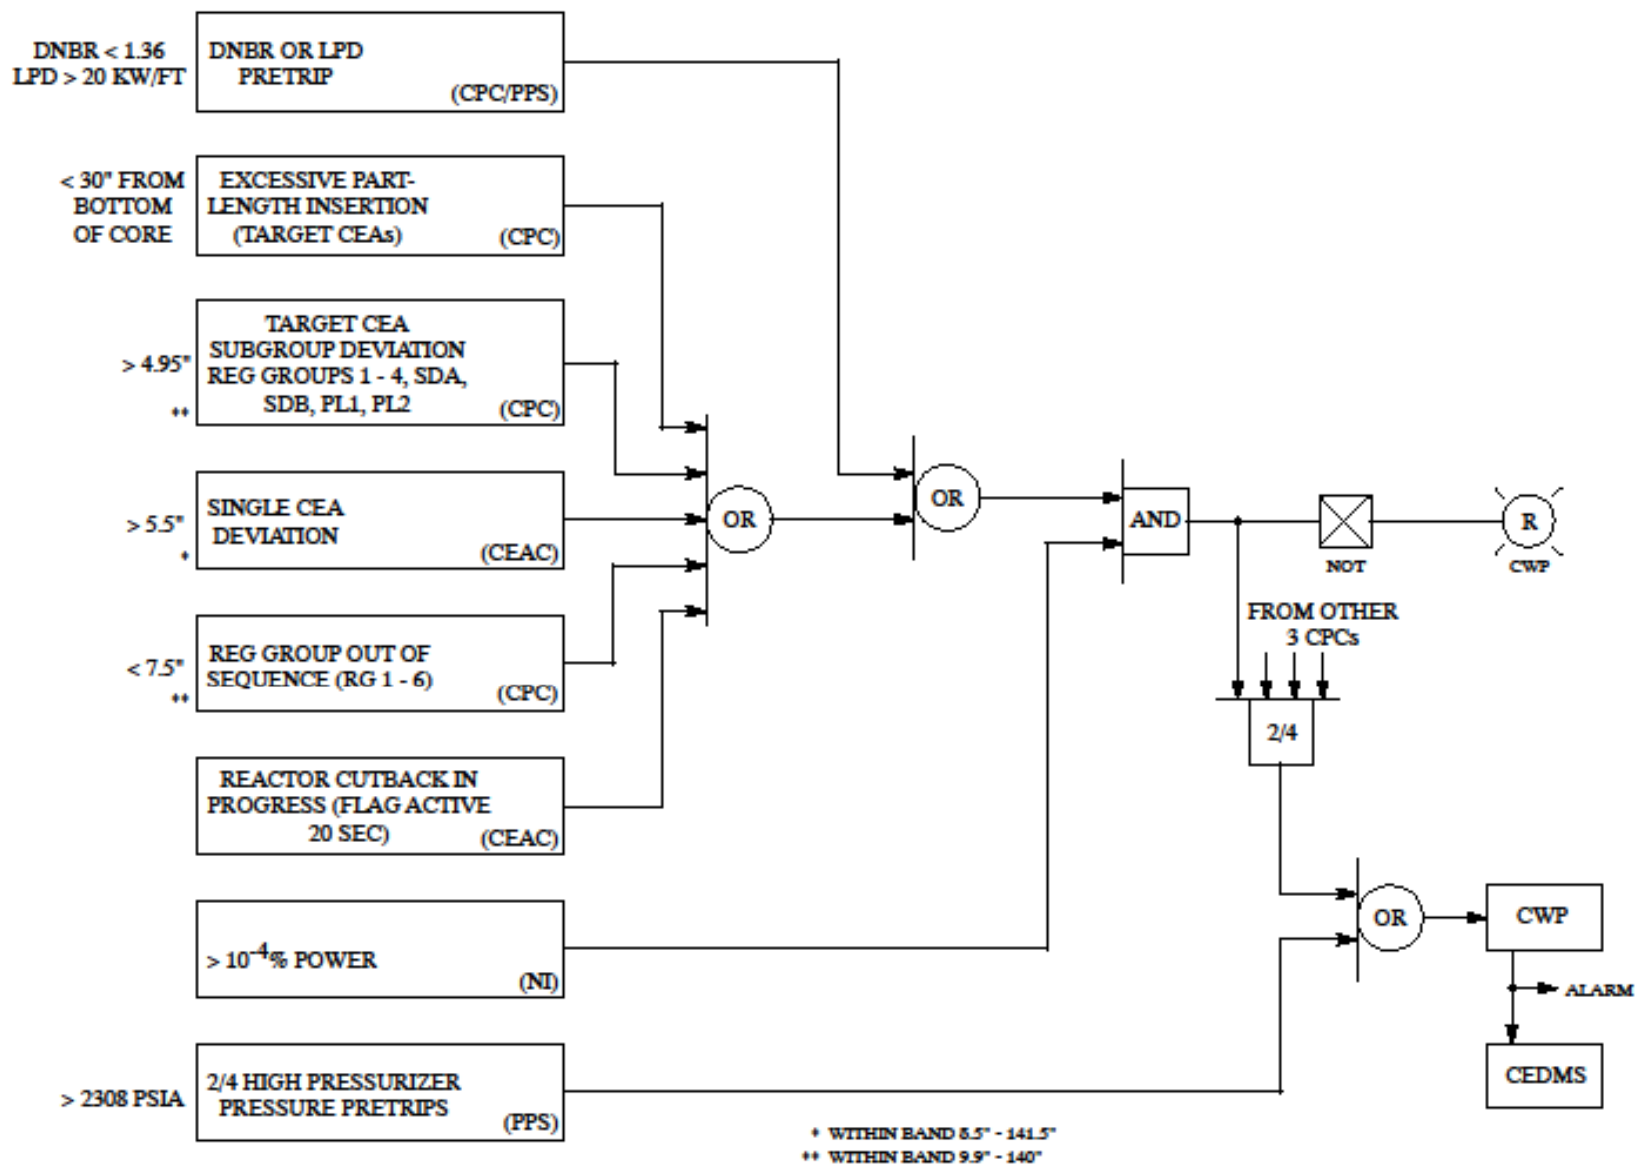 DNBR < 1.36
LPD > 20 KW/FT
DNBR OR LPD
PRETRIP
(CPC/PPS)
< 30" FROM
BOTTOM
OF CORE
EXCESSIVE PART-
LENGTH INSERTION
(TARGET CEAs)
(CPC)
> 4.95"
**
TARGET CEA
SUBGROUP DEVIATION
REG GROUPS 1 - 4, SDA,
SDB, PL1, PL2
(CPC)
> 5.5"
*
SINGLE CEA
DEVIATION
(CEAC)
< 7.5"
**
REG GROUP OUT OF
SEQUENCE (RG 1 - 6)
(CPC)
REACTOR CUTBACK IN
PROGRESS (FLAG ACTIVE
20 SEC)
(CEAC)
> 10-4% POWER
(NI)
> 2308 PSIA
2/4 HIGH PRESSURIZER
PRESSURE PRETRIPS
(PPS)
OR
OR
AND
NOT
R
CWP
FROM OTHER
3 CPCs
2/4
OR
CWP
ALARM
CEDMS
* WITHIN BAND 8.5" - 141.5"
** WITHIN BAND 9.9" - 140"